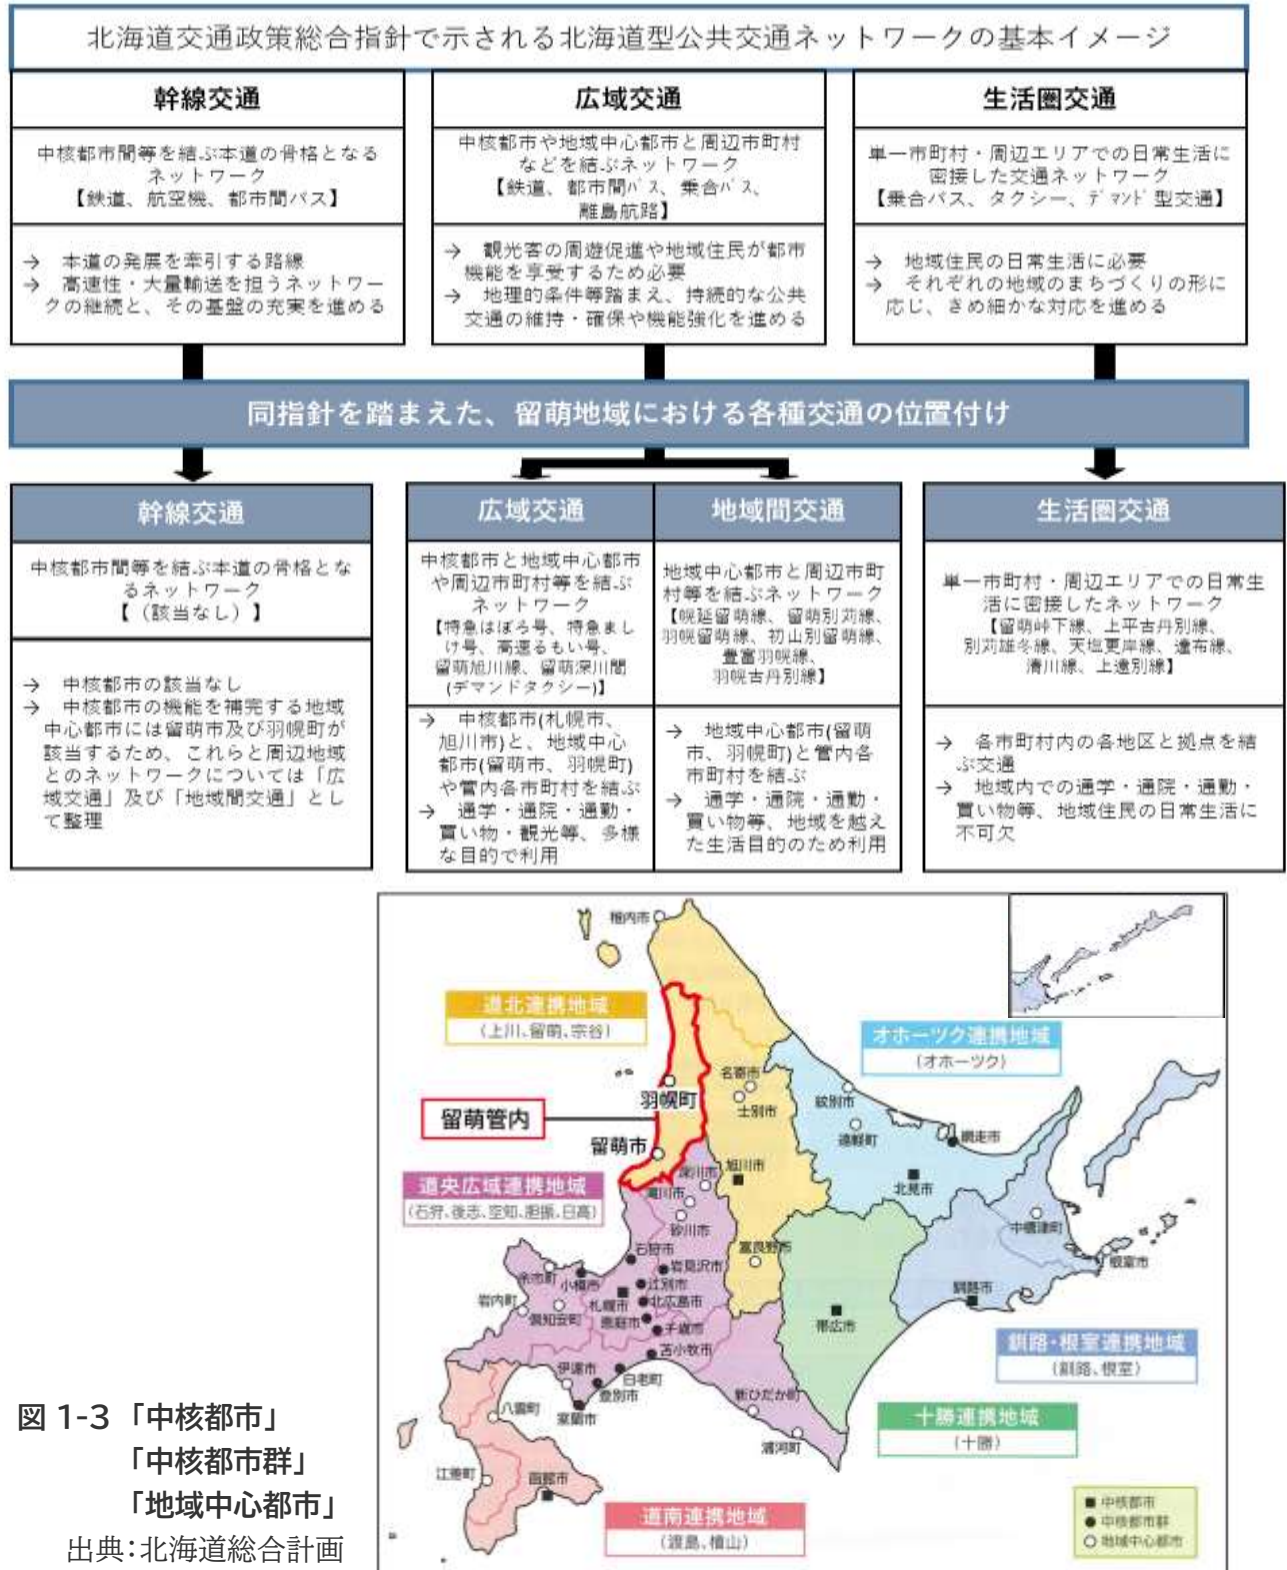 北海道交通政策総合指針で示される北海道型公共交通ネットワークの基本イメージ
幹線交通
中核都市間等を結ぶ本道の骨格となる
ネットワーク
【鉄道、航空機、都市間バス】
→ 本道の発展を牽引する路線
→ 高速性・大量輸送を担うネットワー
クの継続と、その基盤の充実を進める
広域交通
中核都市や地域中心都市と周辺市町村
などを結ぶネットワーク
【鉄道、都市間バス、乗合バス、
離島航路】
→ 観光客の周遊促進や地域住民が都市
機能を享受するため必要
→ 地理的条件等踏まえ、持続的な公共
交通の維持・確保や機能強化を進める
生活圏交通
単一市町村・周辺エリアでの日常生活に
密接した交通ネットワーク
【乗合バス、タクシー、デマンド型交通】
→ 地域住民の日常生活に必要
→ それぞれの地域のまちづくりの形に
応じ、きめ細かな対応を進める
同指針を踏まえた、留萌地域における各種交通の位置付け
幹線交通
中核都市間等を結ぶ本道の骨格とな
るネットワーク
【（該当なし）】
→ 中核都市の該当なし
→ 中核都市の機能を補完する地域
中心都市には留萌市及び羽幌町が
該当するため、これらと周辺地域
とのネットワークについては「広
域交通」及び「地域間交通」とし
て整理
広域交通
中核都市と地域中心都市
や周辺市町村等を結ぶ
ネットワーク
【特急はぼろ号、特急まし
け号、高速るもい号、
留萌旭川線、留萌深川間
(デマンドタクシー)】
→ 中核都市(札幌市、
旭川市)と、地域中心
都市(留萌市、羽幌町)
や管内各市町村を結ぶ
→ 通学・通院・通勤・
買い物・観光等、多様
な目的で利用
地域間交通
地域中心都市と周辺市町
村等を結ぶネットワーク
【幌延留萌線、留萌別苅線、
羽幌留萌線、初山別留萌線、
豊富羽幌線、
羽幌古丹別線】
→ 地域中心都市(留萌
市、羽幌町)と管内各
市町村を結ぶ
→ 通学・通院・通勤・
買い物等、地域を越え
た生活目的のため利用
生活圏交通
単一市町村・周辺エリアでの日常生
活に密接したネットワーク
【留萌峠下線、上平古丹別線、
別苅雄冬線、天塩更岸線、達布線、
清川線、上遠別線】
→ 各市町村内の各地区と拠点を結
ぶ交通
→ 地域内での通学・通院・通勤・
買い物等、地域住民の日常生活に
不可欠
稚内市
道北連携地域
(上川、留萌、宗谷)
オホーツク連携地域
(オホーツク)
名寄市
士別市
羽幌町
留萌管内
留萌市
紋別市
遠軽町
網走市
北見市
道央広域連携地域
(石狩、後志、空知、胆振、日高)
深川市
旭川市
滝川市
砂川市
富良野市
中標津町
根室市
釧路市
石狩市
岩見沢市
余市町
小樽市
江別市
札幌市
北広島市
岩内町
倶知安町
恵庭市
千歳市
苫小牧市
帯広市
釧路・根室連携地域
(釧路、根室)
伊達市
白老町
登別市
室蘭市
新ひだか町
浦河町
八雲町
江差町
函館市
十勝連携地域
(十勝)
道南連携地域
(渡島、檜山)
■ 中核都市
● 中核都市群
○ 地域中心都市
図 1-3 「中核都市」
「中核都市群」
「地域中心都市」
出典：北海道総合計画